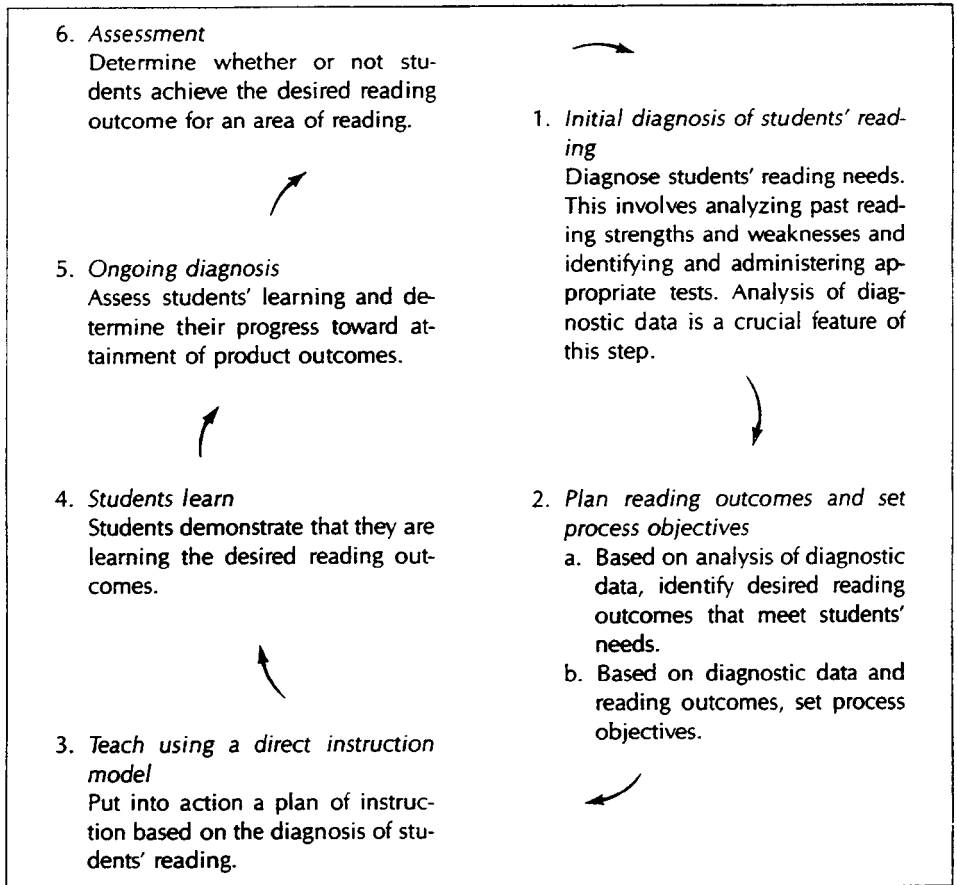 6. Assessment
Determine whether or not stu-
dents achieve the desired reading
outcome for an area of reading.
1. Initial diagnosis of students' read-
ing
Diagnose students' reading needs.
This involves analyzing past read-
ing strengths and weaknesses and
identifying and administering ap-
propriate tests. Analysis of diag-
nostic data is a crucial feature of
this step.
5. Ongoing diagnosis
Assess students' learning and de-
termine their progress toward at-
tainment of product outcomes.
4. Students learn
Students demonstrate that they are
learning the desired reading out-
comes.
2. Plan reading outcomes and set
process objectives
a. Based on analysis of diagnostic
data, identify desired reading
outcomes that meet students'
needs.
b. Based on diagnostic data and
reading outcomes, set process
objectives.
3. Teach using a direct instruction
model
Put into action a plan of instruc-
tion based on the diagnosis of stu-
dents' reading.